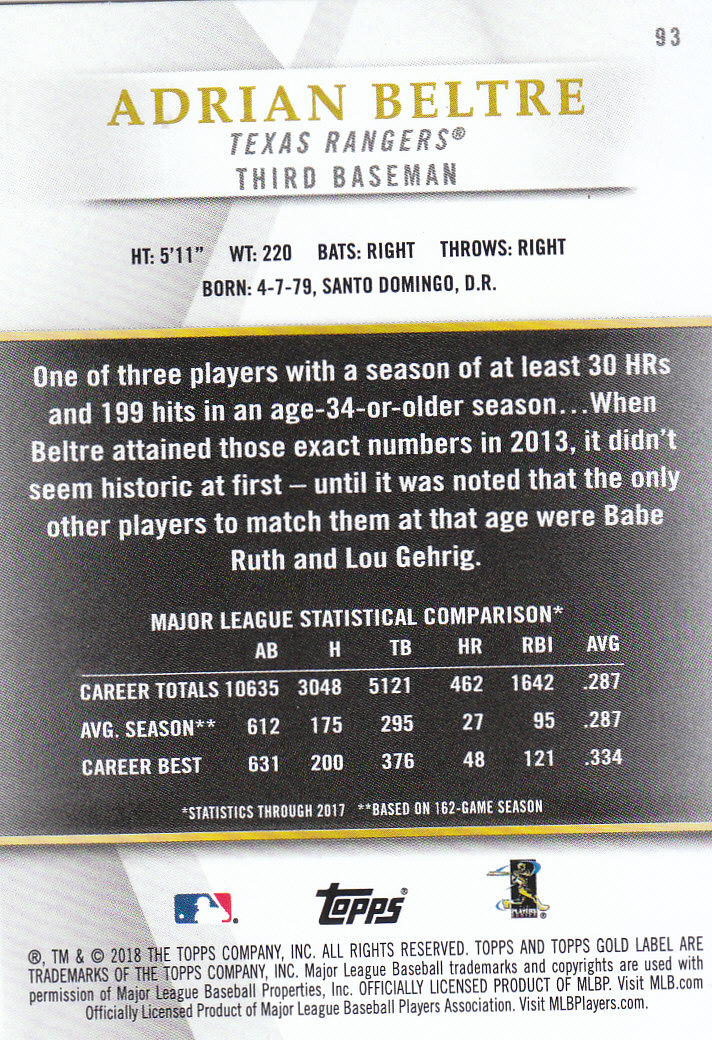 93
ADRIAN BELTRE
TEXAS RANGERS®
THIRD BASEMAN
HT: 5'11” WT: 220 BATS: RIGHT THROWS: RIGHT
BORN: 4-7-79, SANTO DOMINGO, D.R.
One of three players with a season of at least 30 HRs
and 199 hits in an age-34-or-older season...When
Beltre attained those exact numbers in 2013, it didn't
seem historic at first – until it was noted that the only
other players to match them at that age were Babe
Ruth and Lou Gehrig.
MAJOR LEAGUE STATISTICAL COMPARISON*
AB H TB HR RBI AVG
CAREER TOTALS 10635 3048 5121 462 1642 .287
AVG. SEASON** 612 175 295 27 95 .287
CAREER BEST 631 200 376 48 121 .334
*STATISTICS THROUGH 2017 **BASED ON 162-GAME SEASON
Topps®
PLAYERS
®, TM & © 2018 THE TOPPS COMPANY, INC. ALL RIGHTS RESERVED. TOPPS AND TOPPS GOLD LABEL ARE
TRADEMARKS OF THE TOPPS COMPANY, INC. Major League Baseball trademarks and copyrights are used with
permission of Major League Baseball Properties, Inc. OFFICIALLY LICENSED PRODUCT OF MLBP. Visit MLB.com
Officially Licensed Product of Major League Baseball Players Association. Visit MLBPlayers.com.